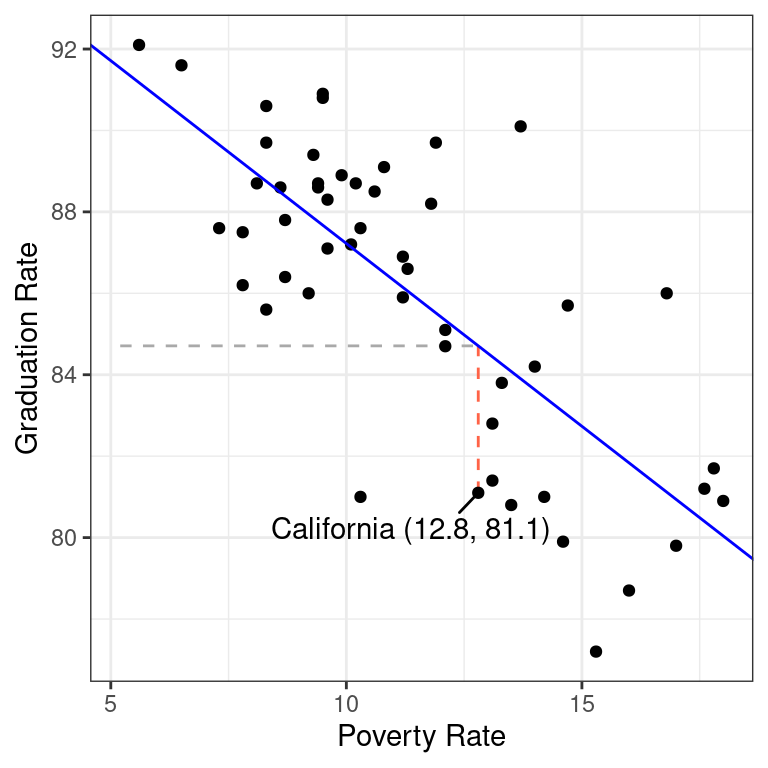 92
88
84
80
Graduation Rate
California (12.8, 81.1)
5 10 15
Poverty Rate